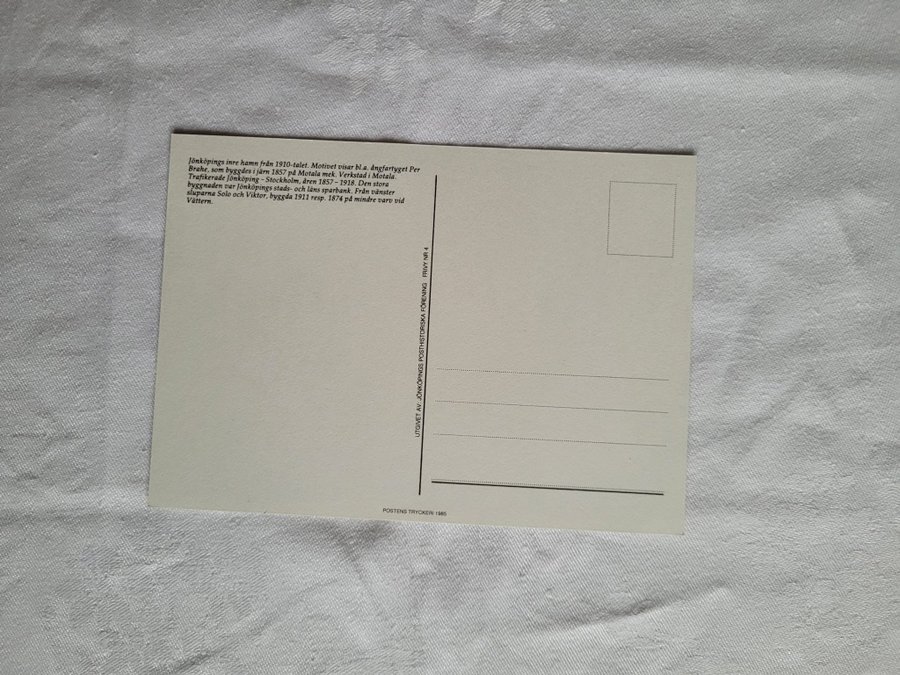 Jönköpings inre hamn från 1910-talet. Motivet visar bl.a. ångfartyget Per
Brahe, som byggdes i järn 1857 på Motala mek. Verkstad i Motala.
Trafikerade Jönköping - Stockholm, åren 1857 - 1918. Den stora
byggnaden var Jönköpings stads- och läns sparbank. Från vänster
sluparna Solo och Viktor, byggda 1911 resp. 1874 på mindre varv vid
Vättern.
UTGIVET AV: JÖNKÖPINGS POSTHISTORISKA FÖRENING FRIVY NR 4
POSTENS TRYCKERI 1985